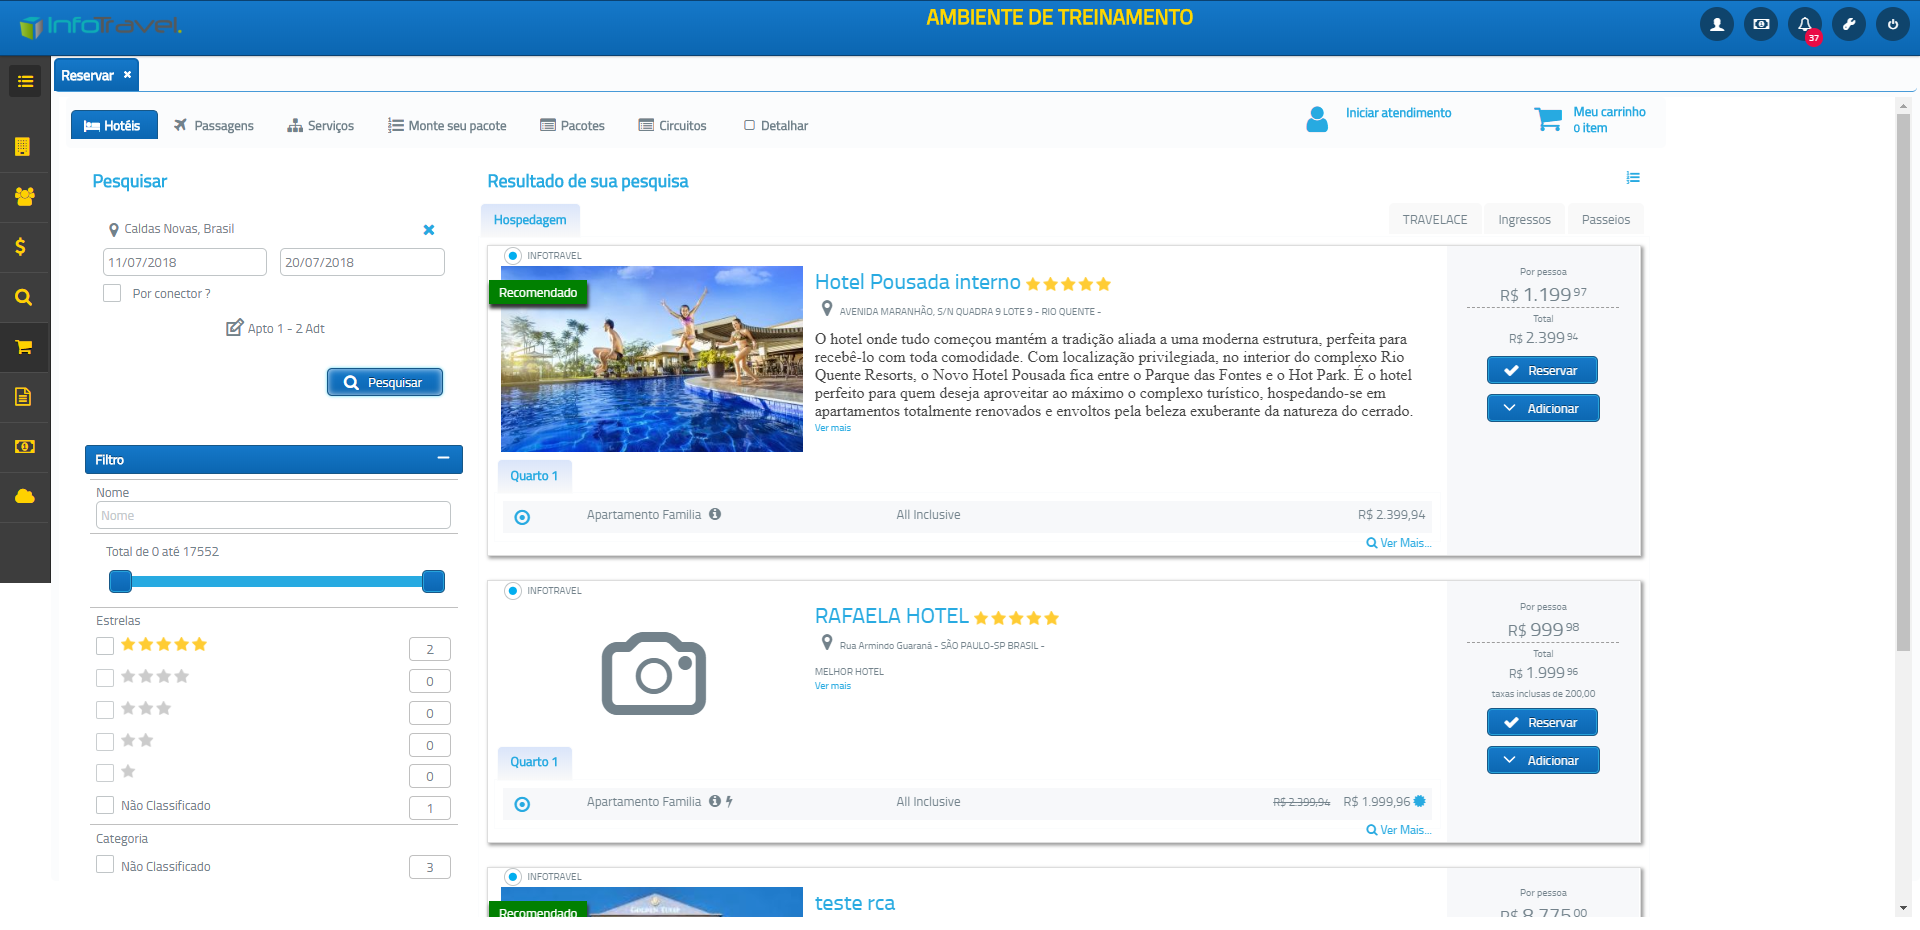 InfoTravel.
AMBIENTE DE TREINAMENTO
37
Reservar ×
Hotéis
Passagens
Serviços
Monte seu pacote
Pacotes
Circuitos
Detalhar
Iniciar atendimento
Meu carrinho
0 item
Pesquisar
Caldas Novas, Brasil
11/07/2018
20/07/2018
Por conector ?
Apto 1 - 2 Adt
Pesquisar
Filtro
Nome
Nome
Total de 0 até 17552
Estrelas
2
0
0
0
0
Não Classificado 1
Categoria
Não Classificado 3
Resultado de sua pesquisa
Hospedagem
TRAVELACE
Ingressos
Passeios
INFOTRAVEL
Recomendado
Hotel Pousada interno
AVENIDA MARANHÃO, S/N QUADRA 9 LOTE 9 - RIO QUENTE -
O hotel onde tudo começou mantém a tradição aliada a uma moderna estrutura, perfeita para
recebê-lo com toda comodidade. Com localização privilegiada, no interior do complexo Rio
Quente Resorts, o Novo Hotel Pousada fica entre o Parque das Fontes e o Hot Park. É o hotel
perfeito para quem deseja aproveitar ao máximo o complexo turístico, hospedando-se em
apartamentos totalmente renovados e envoltos pela beleza exuberante da natureza do cerrado.
Ver mais
Por pessoa
R$ 1.199 97
Total
R$ 2.399 94
Reservar
Adicionar
Quarto 1
Apartamento Familia All Inclusive R$ 2.399,94
Ver Mais...
INFOTRAVEL
RAFAELA HOTEL
Rua Armindo Guaraná - SÃO PAULO-SP BRASIL -
MELHOR HOTEL
Ver mais
Por pessoa
R$ 999 98
Total
R$ 1.999 96
taxas inclusas de 200,00
Reservar
Adicionar
Quarto 1
Apartamento Familia All Inclusive R$ 2.399,94 R$ 1.999,96
Ver Mais...
INFOTRAVEL
Recomendado
GOLDEN TULIP
teste rca
Por pessoa
R$ 8.775 00